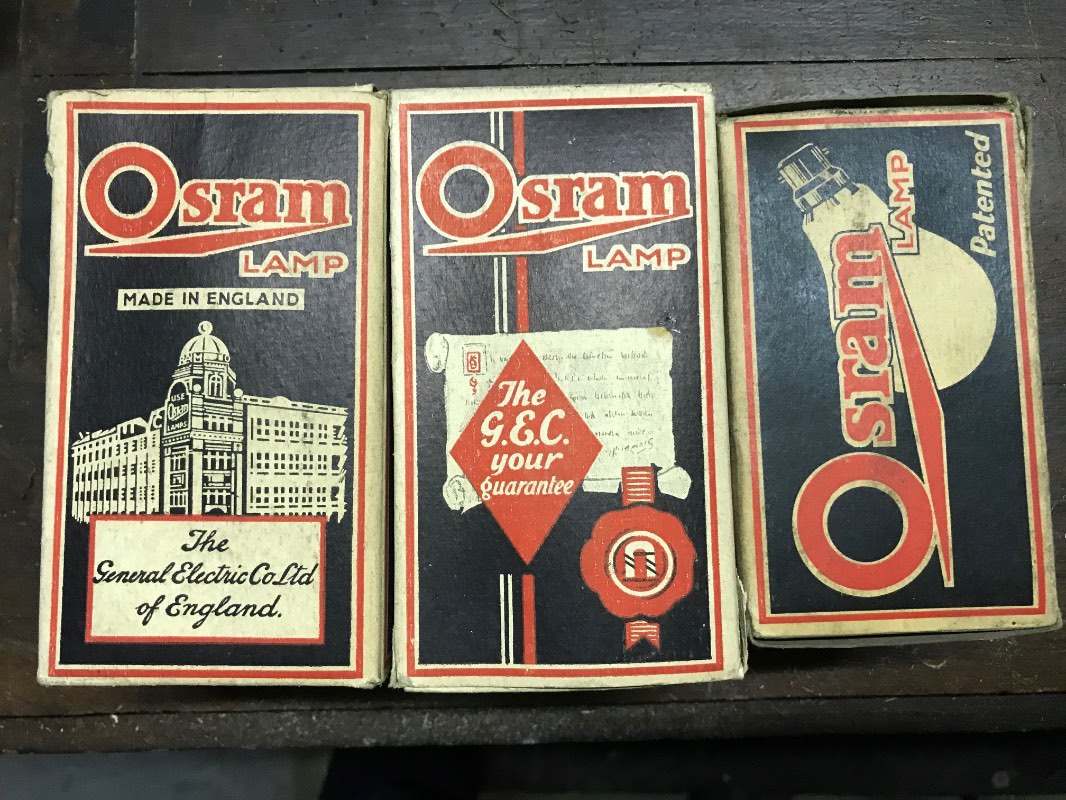 Osram
LAMP
MADE IN ENGLAND
USE
Osram
LAMPS
The
General Electric Co Ltd
of England.
Osram
LAMP
The
G.E.C.
your
guarantee
Osram
LAMP
Patented